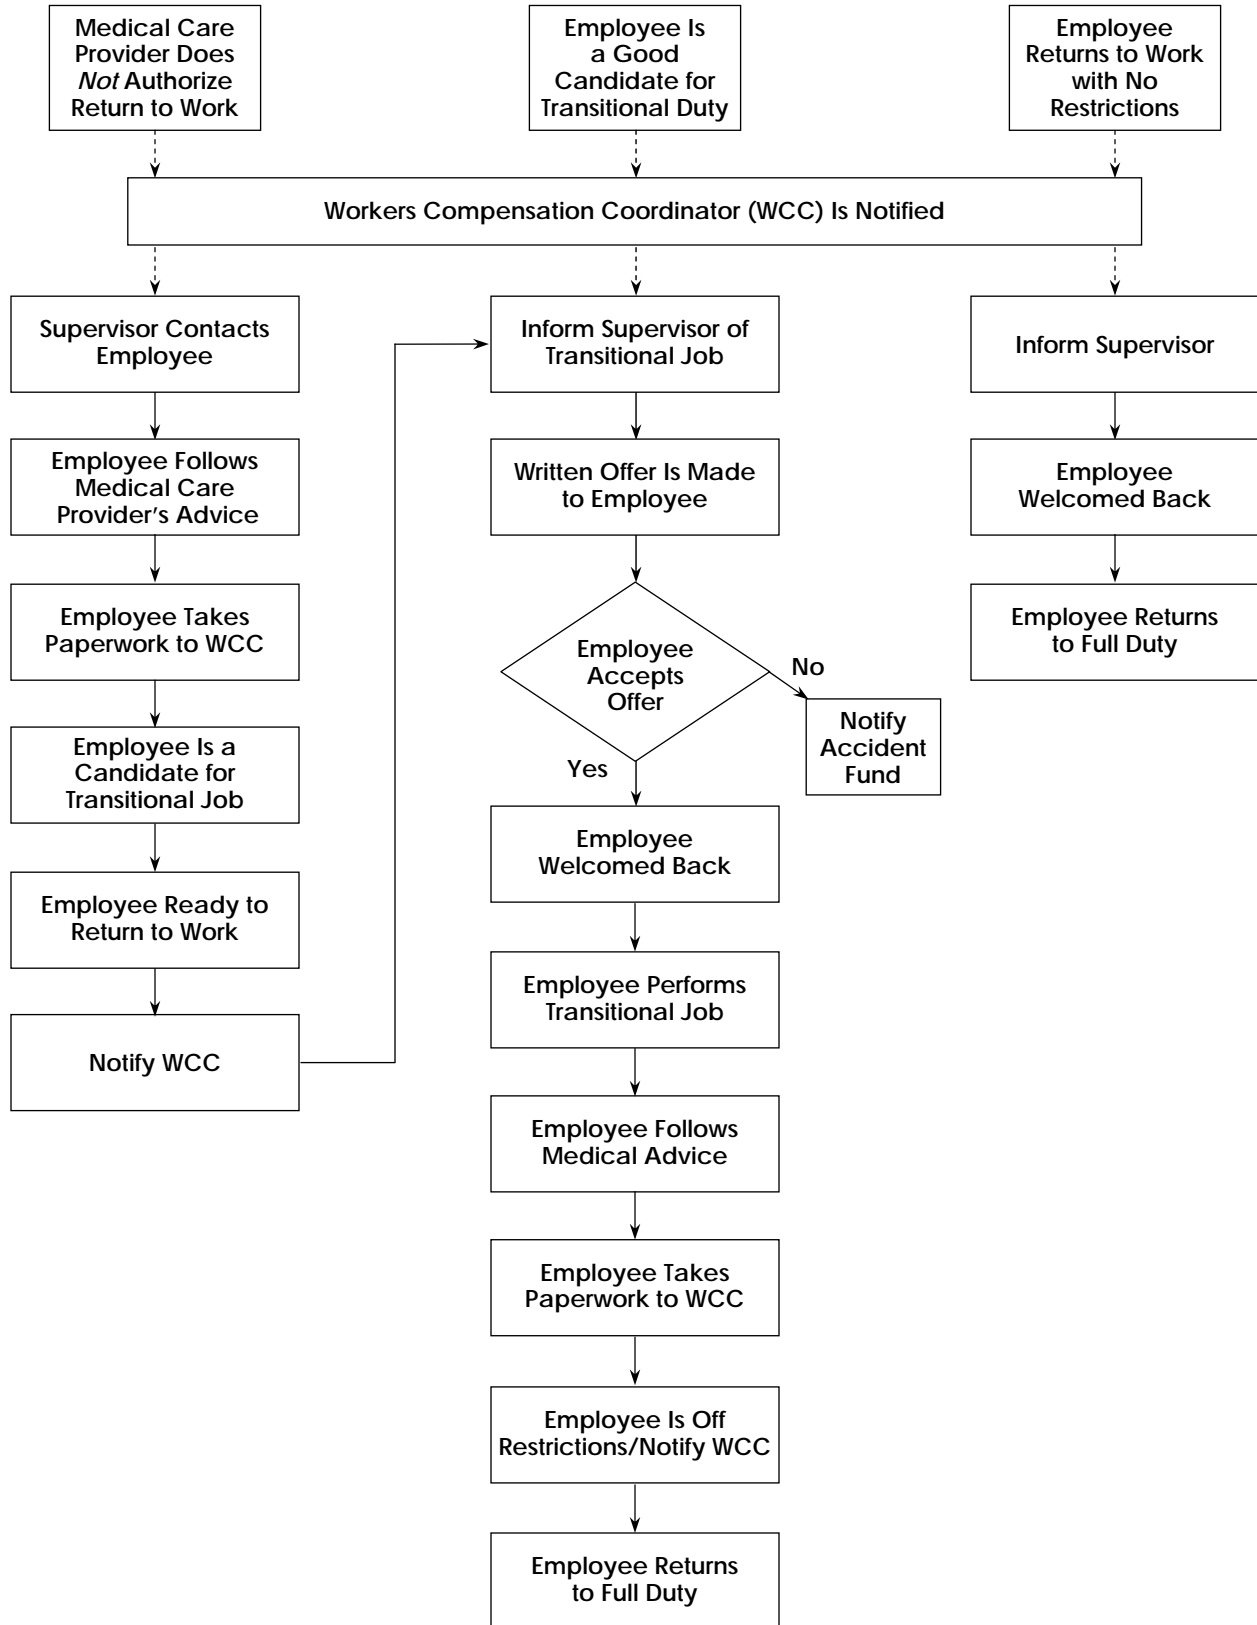 Medical Care
Provider Does
Not Authorize
Return to Work
Employee Is
a Good
Candidate for
Transitional Duty
Employee
Returns to Work
with No
Restrictions
Workers Compensation Coordinator (WCC) Is Notified
Supervisor Contacts
Employee
Employee Follows
Medical Care
Provider's Advice
Employee Takes
Paperwork to WCC
Employee Is a
Candidate for
Transitional Job
Employee Ready to
Return to Work
Notify WCC
Inform Supervisor of
Transitional Job
Written Offer Is Made
to Employee
Employee
Accepts
Offer
No
Notify
Accident
Fund
Yes
Employee
Welcomed Back
Employee Performs
Transitional Job
Employee Follows
Medical Advice
Employee Takes
Paperwork to WCC
Employee Is Off
Restrictions/Notify WCC
Employee Returns
to Full Duty
Inform Supervisor
Employee
Welcomed Back
Employee Returns
to Full Duty